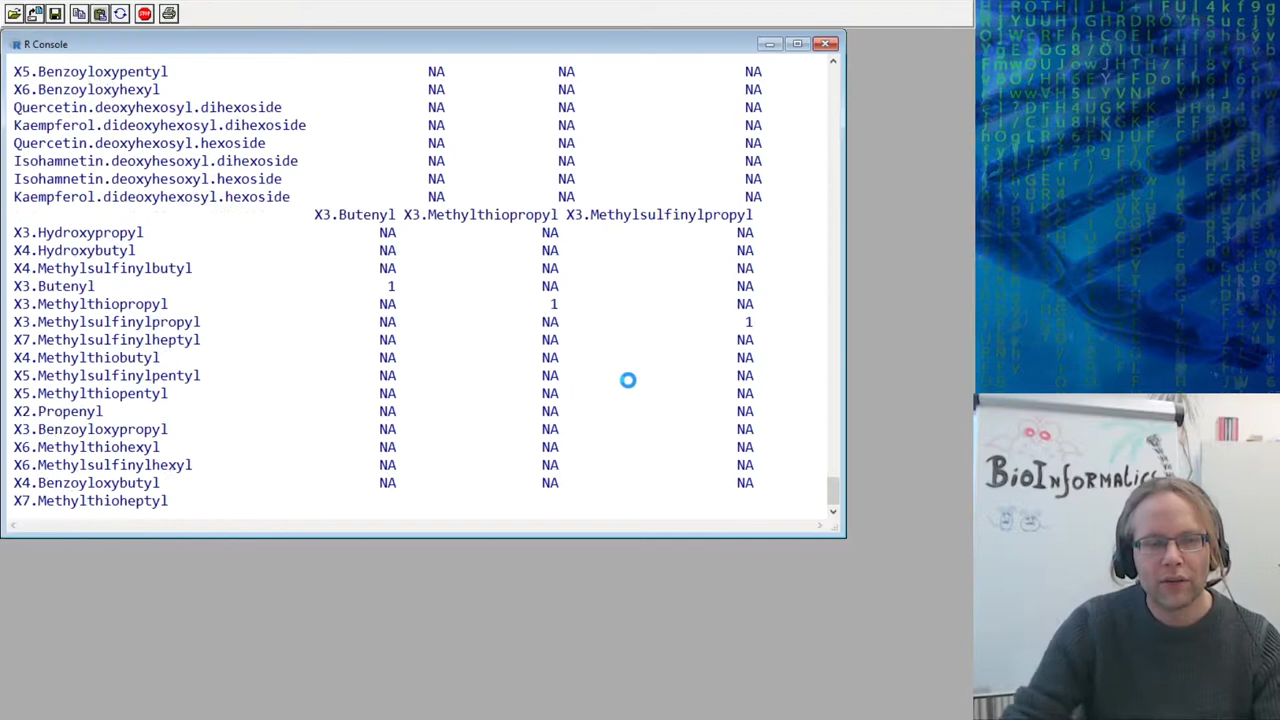 R Console
X5.Benzoyloxypentyl NA NA NA
X6.Benzoyloxyhexyl NA NA NA
Quercetin.deoxyhexosyl.dihexoside NA NA NA
Kaempferol.dideoxyhexosyl.dihexoside NA NA NA
Quercetin.deoxyhexosyl.hexoside NA NA NA
Isohamnetin.deoxyhesoxyl.dihexoside NA NA NA
Isohamnetin.deoxyhesoxyl.hexoside NA NA NA
Kaempferol.dideoxyhexosyl.hexoside NA NA NA
X3.Butenyl X3.Methylthiopropyl X3.Methylsulfinylpropyl
X3.Hydroxypropyl NA NA NA
X4.Hydroxybutyl NA NA NA
X4.Methylsulfinylbutyl NA NA NA
X3.Butenyl 1 NA NA
X3.Methylthiopropyl NA 1 NA
X3.Methylsulfinylpropyl NA NA 1
X7.Methylsulfinylheptyl NA NA NA
X4.Methylthiobutyl NA NA NA
X5.Methylsulfinylpentyl NA NA NA
X5.Methylthiopentyl NA NA NA
X2.Propenyl NA NA NA
X3.Benzoyloxypropyl NA NA NA
X6.Methylthiohexyl NA NA NA
X6.Methylsulfinylhexyl NA NA NA
X4.Benzoyloxybutyl NA NA NA
X7.Methylthioheptyl
STOP
BioInformatics